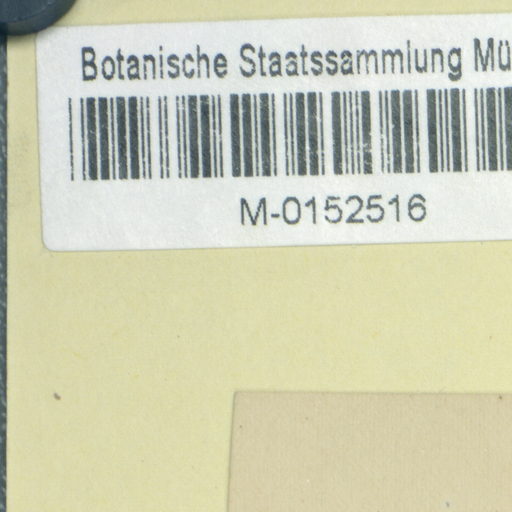 Botanische Staatssammlung Mü
M-0152516